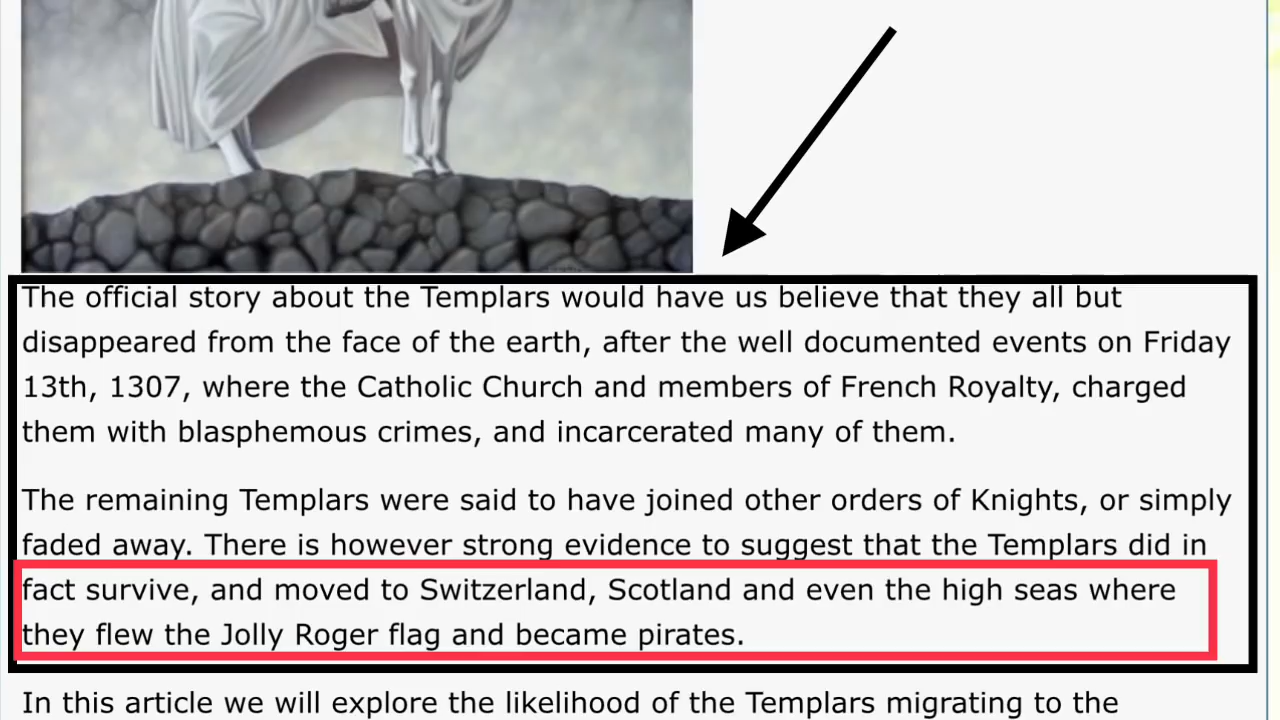 The official story about the Templars would have us believe that they all but
disappeared from the face of the earth, after the well documented events on Friday
13th, 1307, where the Catholic Church and members of French Royalty, charged
them with blasphemous crimes, and incarcerated many of them.
The remaining Templars were said to have joined other orders of Knights, or simply
faded away. There is however strong evidence to suggest that the Templars did in
fact survive, and moved to Switzerland, Scotland and even the high seas where
they flew the Jolly Roger flag and became pirates.
In this article we will explore the likelihood of the Templars migrating to the